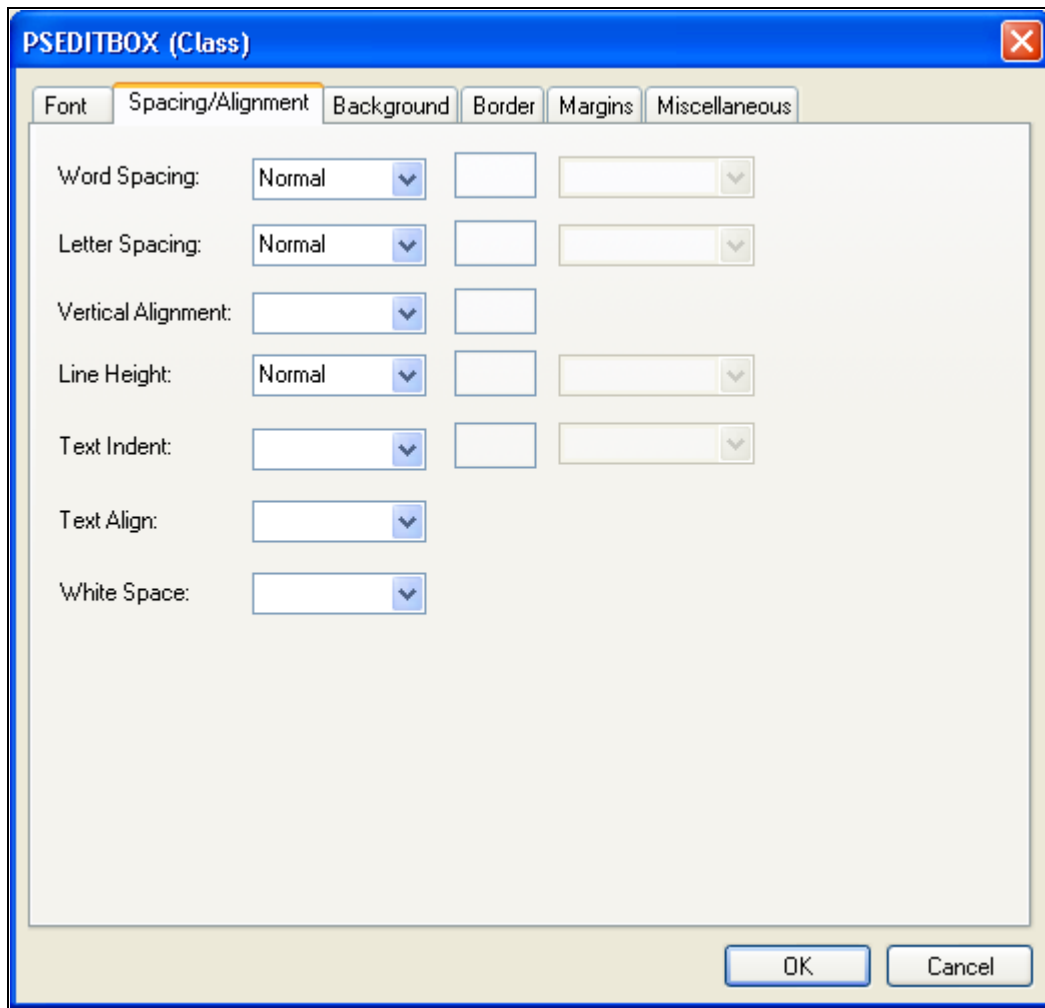 PSEDITBOX (Class)
Font Spacing/Alignment Background Border Margins Miscellaneous
Word Spacing: Normal
Letter Spacing: Normal
Vertical Alignment:
Line Height: Normal
Text Indent:
Text Align:
White Space:
OK Cancel